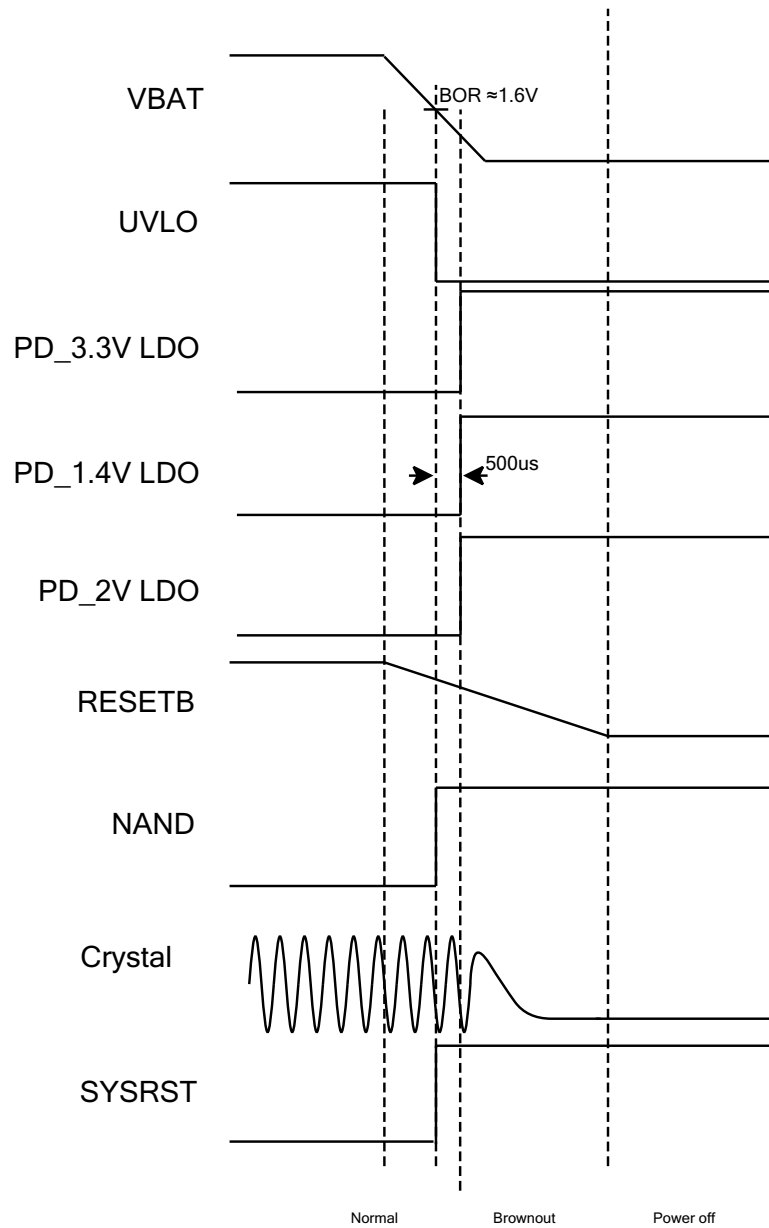 VBAT
BOR ≈1.6V
UVLO
PD_3.3V LDO
PD_1.4V LDO
500us
PD_2V LDO
RESETB
NAND
Crystal
SYSRST
Normal
Brownout
Power off